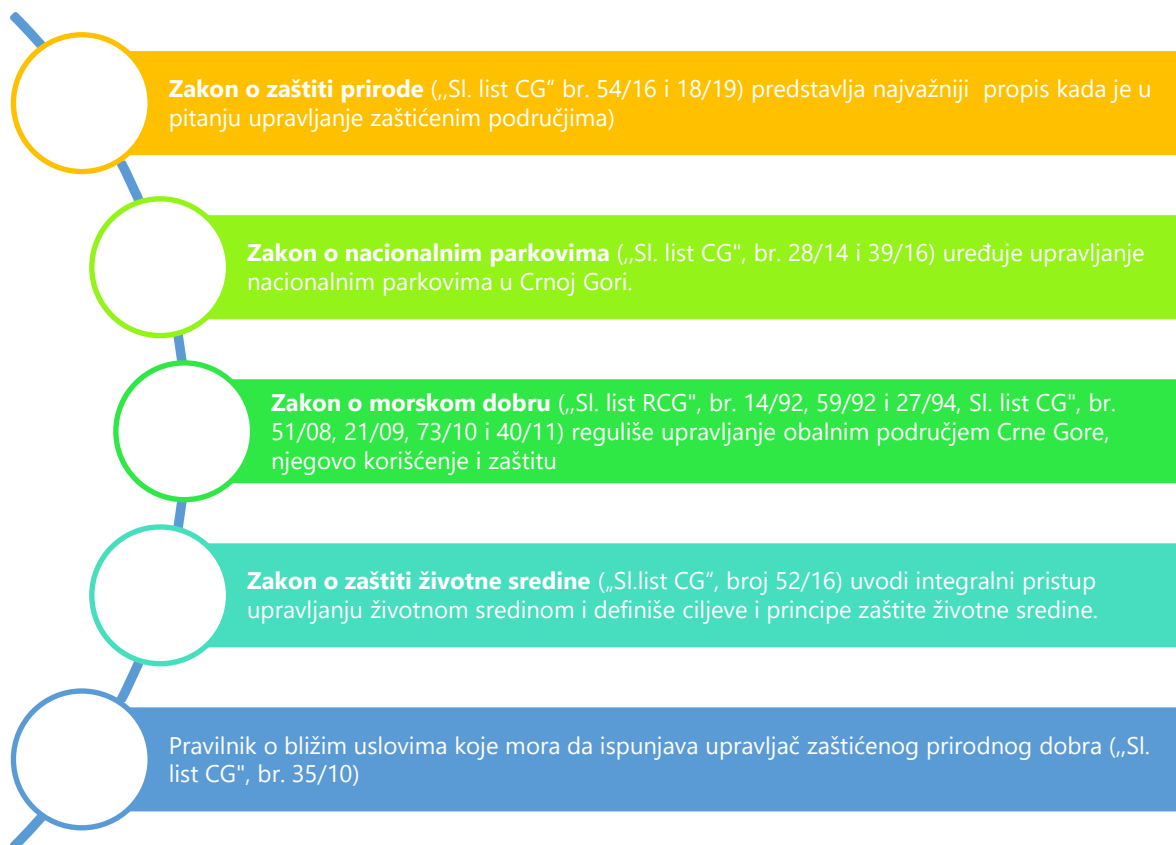 Zakon o zaštiti prirode (,,Sl. list CG“ br. 54/16 i 18/19) predstavlja najvažniji  propis kada je u
pitanju upravljanje zaštićenim područjima)
Zakon o nacionalnim parkovima (,,Sl. list CG", br. 28/14 i 39/16) uređuje upravljanje
nacionalnim parkovima u Crnoj Gori.
Zakon o morskom dobru (,,Sl. list RCG", br. 14/92, 59/92 i 27/94, Sl. list CG", br.
51/08, 21/09, 73/10 i 40/11) reguliše upravljanje obalnim područjem Crne Gore,
njegovo korišćenje i zaštitu
Zakon o zaštiti životne sredine („Sl.list CG“, broj 52/16) uvodi integralni pristup
upravljanju životnom sredinom i definiše ciljeve i principe zaštite životne sredine.
Pravilnik o bližim uslovima koje mora da ispunjava upravljač zaštićenog prirodnog dobra (,,Sl.
list CG", br. 35/10)